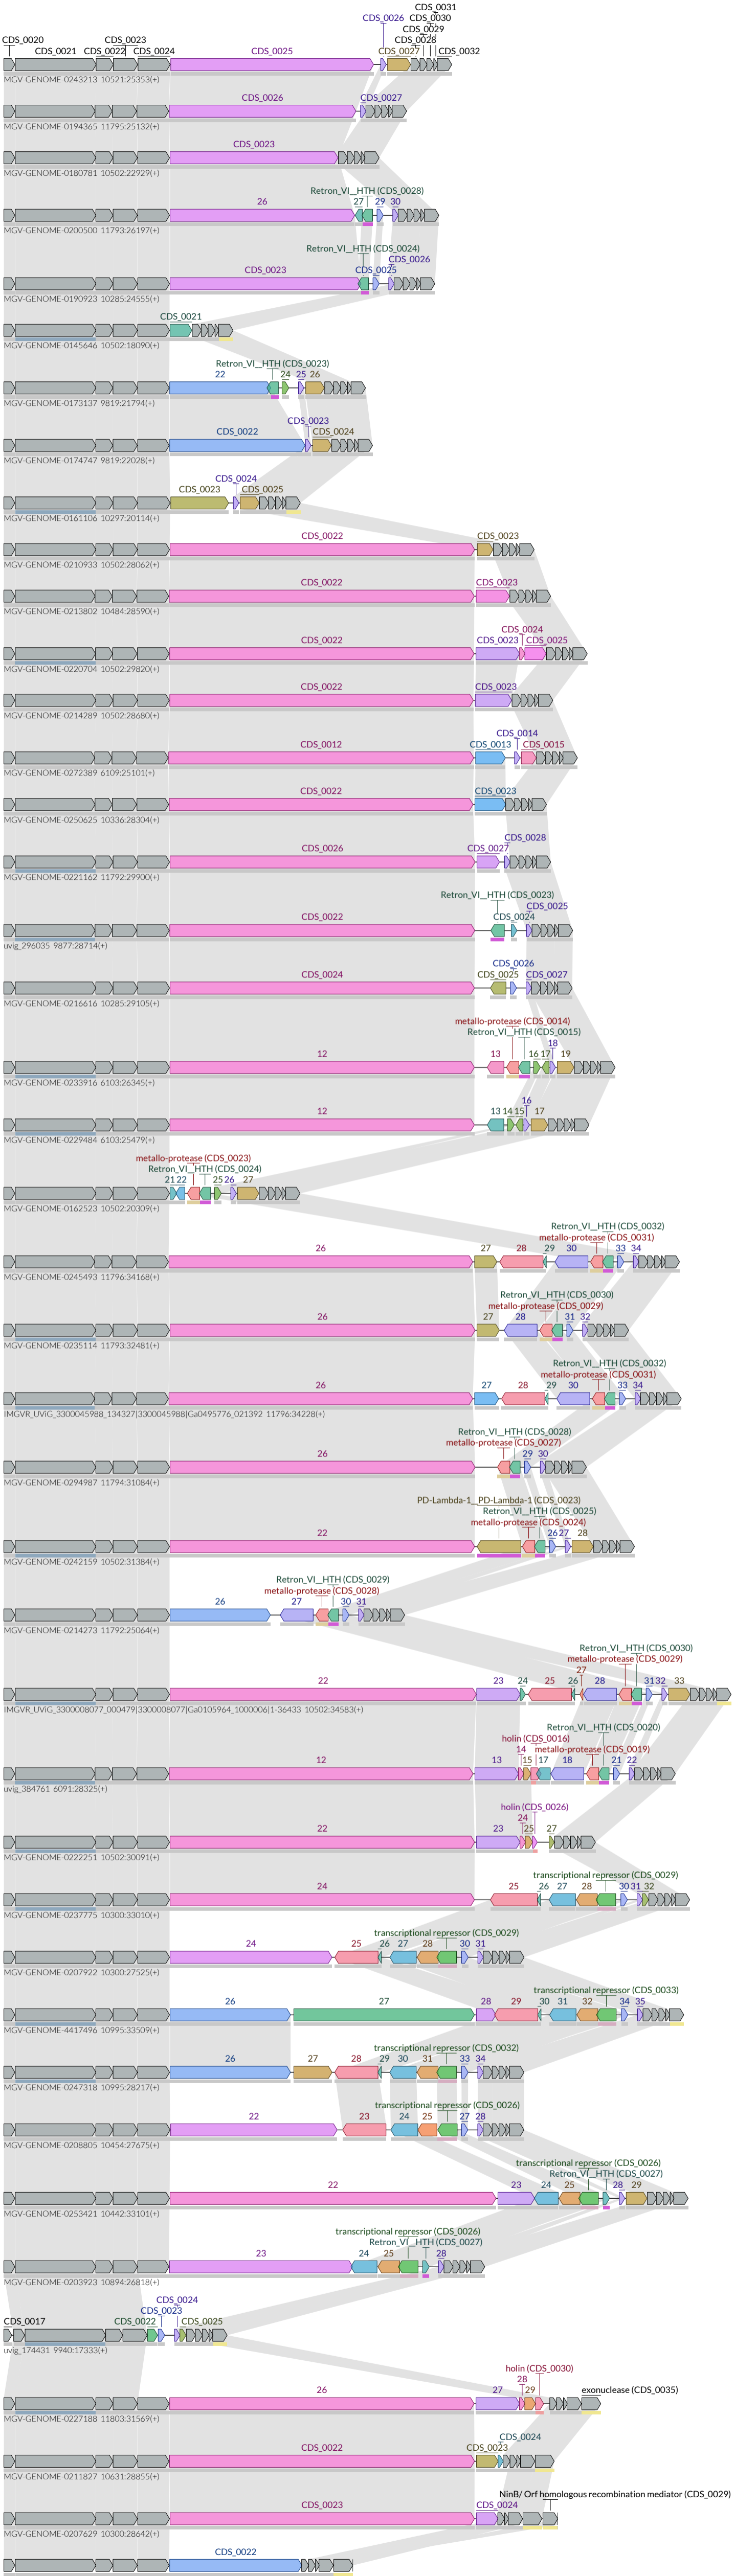 CDS_0031
CDS_0026 CDS_0030
CDS_0029
CDS_0020 CDS_0023 CDS_0028
CDS_0021 CDS_0022 CDS_0024 CDS_0025 CDS_0027 CDS_0032
MGV-GENOME-0243213 10521:25353(+)
CDS_0026 CDS_0027
MGV-GENOME-0194365 11795:25132(+)
CDS_0023
MGV-GENOME-0180781 10502:22929(+)
Retron_VI__HTH (CDS_0028)
26 27 29 30
MGV-GENOME-0200500 11793:26197(+)
Retron_VI__HTH (CDS_0024)
CDS_0026
CDS_0023 CDS_0025
MGV-GENOME-0190923 10285:24555(+)
CDS_0021
MGV-GENOME-0145646 10502:18090(+)
Retron_VI__HTH (CDS_0023)
22 24 25 26
MGV-GENOME-0173137 9819:21794(+)
CDS_0023
CDS_0022 CDS_0024
MGV-GENOME-0174747 9819:22028(+)
CDS_0024
CDS_0023 CDS_0025
MGV-GENOME-0161106 10297:20114(+)
CDS_0022 CDS_0023
MGV-GENOME-0210933 10502:28062(+)
CDS_0022 CDS_0023
MGV-GENOME-0213802 10484:28590(+)
CDS_0024
CDS_0022 CDS_0023 CDS_0025
MGV-GENOME-0220704 10502:29820(+)
CDS_0022 CDS_0023
MGV-GENOME-0214289 10502:28680(+)
CDS_0014
CDS_0012 CDS_0013 CDS_0015
MGV-GENOME-0272389 6109:25101(+)
CDS_0022 CDS_0023
MGV-GENOME-0250625 10336:28304(+)
CDS_0028
CDS_0026 CDS_0027
MGV-GENOME-0221162 11792:29900(+)
Retron_VI__HTH (CDS_0023)
CDS_0025
CDS_0022 CDS_0024
uvig_296035 9877:28714(+)
CDS_0026
CDS_0024 CDS_0025 CDS_0027
MGV-GENOME-0216616 10285:29105(+)
metallo-protease (CDS_0014)
Retron_VI__HTH (CDS_0015)
18
12 13 16 17 19
MGV-GENOME-0233916 6103:26345(+)
16
12 13 14 15 17
MGV-GENOME-0229484 6103:25479(+)
metallo-protease (CDS_0023)
Retron_VI__HTH (CDS_0024)
21 22 25 26 27
MGV-GENOME-0162523 10502:20309(+)
Retron_VI__HTH (CDS_0032)
metallo-protease (CDS_0031)
26 27 28 29 30 33 34
MGV-GENOME-0245493 11796:34168(+)
Retron_VI__HTH (CDS_0030)
metallo-protease (CDS_0029)
26 27 28 31 32
MGV-GENOME-0235114 11793:32481(+)
Retron_VI__HTH (CDS_0032)
metallo-protease (CDS_0031)
26 27 28 29 30 33 34
IMGVR_UViG_3300045988_134327|3300045988|Ga0495776_021392 11796:34228(+)
Retron_VI__HTH (CDS_0028)
metallo-protease (CDS_0027)
26 29 30
MGV-GENOME-0294987 11794:31084(+)
PD-Lambda-1__PD-Lambda-1 (CDS_0023)
Retron_VI__HTH (CDS_0025)
metallo-protease (CDS_0024)
22 26 27 28
MGV-GENOME-0242159 10502:31384(+)
Retron_VI__HTH (CDS_0029)
metallo-protease (CDS_0028)
26 27 30 31
MGV-GENOME-0214273 11792:25064(+)
Retron_VI__HTH (CDS_0030)
metallo-protease (CDS_0029)
27
22 23 24 25 26 28 31 32 33
IMGVR_UViG_3300008077_000479|3300008077|Ga0105964_1000006|1-36433 10502:34583(+)
Retron_VI__HTH (CDS_0020)
holin (CDS_0016)
14 metallo-protease (CDS_0019)
12 13 15 17 18 21 22
uvig_384761 6091:28325(+)
holin (CDS_0026)
24
22 23 25 27
MGV-GENOME-0222251 10502:30091(+)
transcriptional repressor (CDS_0029)
24 25 26 27 28 30 31 32
MGV-GENOME-0237775 10300:33010(+)
transcriptional repressor (CDS_0029)
24 25 26 27 28 30 31
MGV-GENOME-0207922 10300:27525(+)
transcriptional repressor (CDS_0033)
26 27 28 29 30 31 32 34 35
MGV-GENOME-4417496 10995:33509(+)
transcriptional repressor (CDS_0032)
26 27 28 29 30 31 33 34
MGV-GENOME-0247318 10995:28217(+)
transcriptional repressor (CDS_0026)
22 23 24 25 27 28
MGV-GENOME-0208805 10454:27675(+)
transcriptional repressor (CDS_0026)
Retron_VI__HTH (CDS_0027)
22 23 24 25 28 29
MGV-GENOME-0253421 10442:33101(+)
transcriptional repressor (CDS_0026)
Retron_VI__HTH (CDS_0027)
23 24 25 28
MGV-GENOME-0203923 10894:26818(+)
CDS_0024
CDS_0023
CDS_0017 CDS_0022 CDS_0025
uvig_174431 9940:17333(+)
holin (CDS_0030)
28
26 27 29 exonuclease (CDS_0035)
MGV-GENOME-0227188 11803:31569(+)
CDS_0024
CDS_0022 CDS_0023
MGV-GENOME-0211827 10631:28855(+)
NinB/ Orf homologous recombination mediator (CDS_0029)
CDS_0023 CDS_0024
MGV-GENOME-0207629 10300:28642(+)
CDS_0022